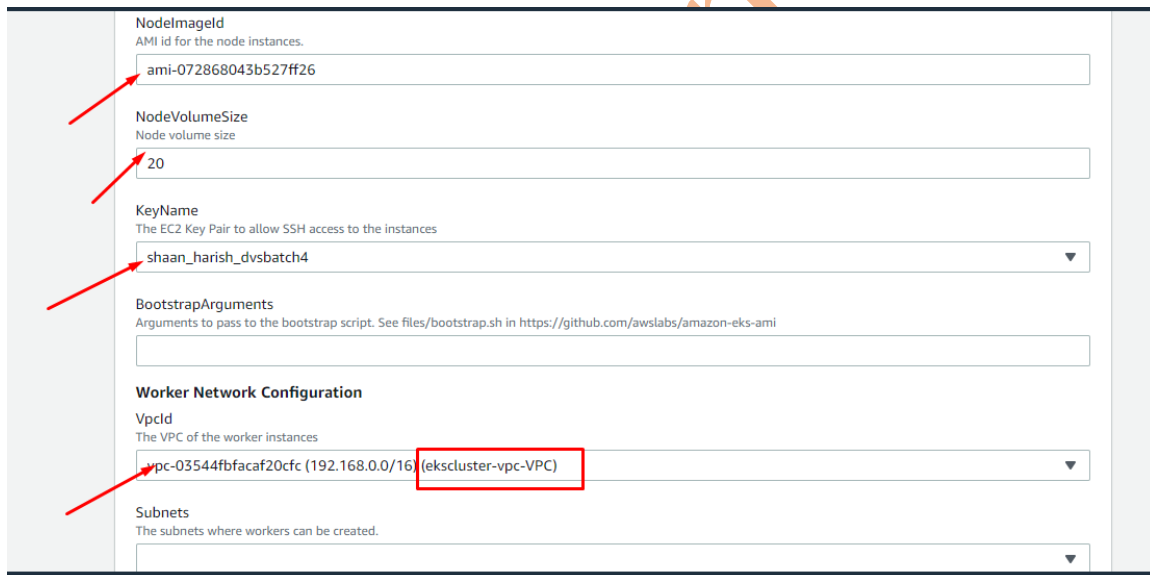 NodeImageId
AMI id for the node instances.
ami-072868043b527ff26
NodeVolumeSize
Node volume size
20
KeyName
The EC2 Key Pair to allow SSH access to the instances
shaan_harish_dvsbatch4
BootstrapArguments
Arguments to pass to the bootstrap script. See files/bootstrap.sh in https://github.com/awslabs/amazon-eks-ami
Worker Network Configuration
VpcId
The VPC of the worker instances
vpc-03544fbfacaf20cfc (192.168.0.0/16) (ekscluster-vpc-VPC)
Subnets
The subnets where workers can be created.